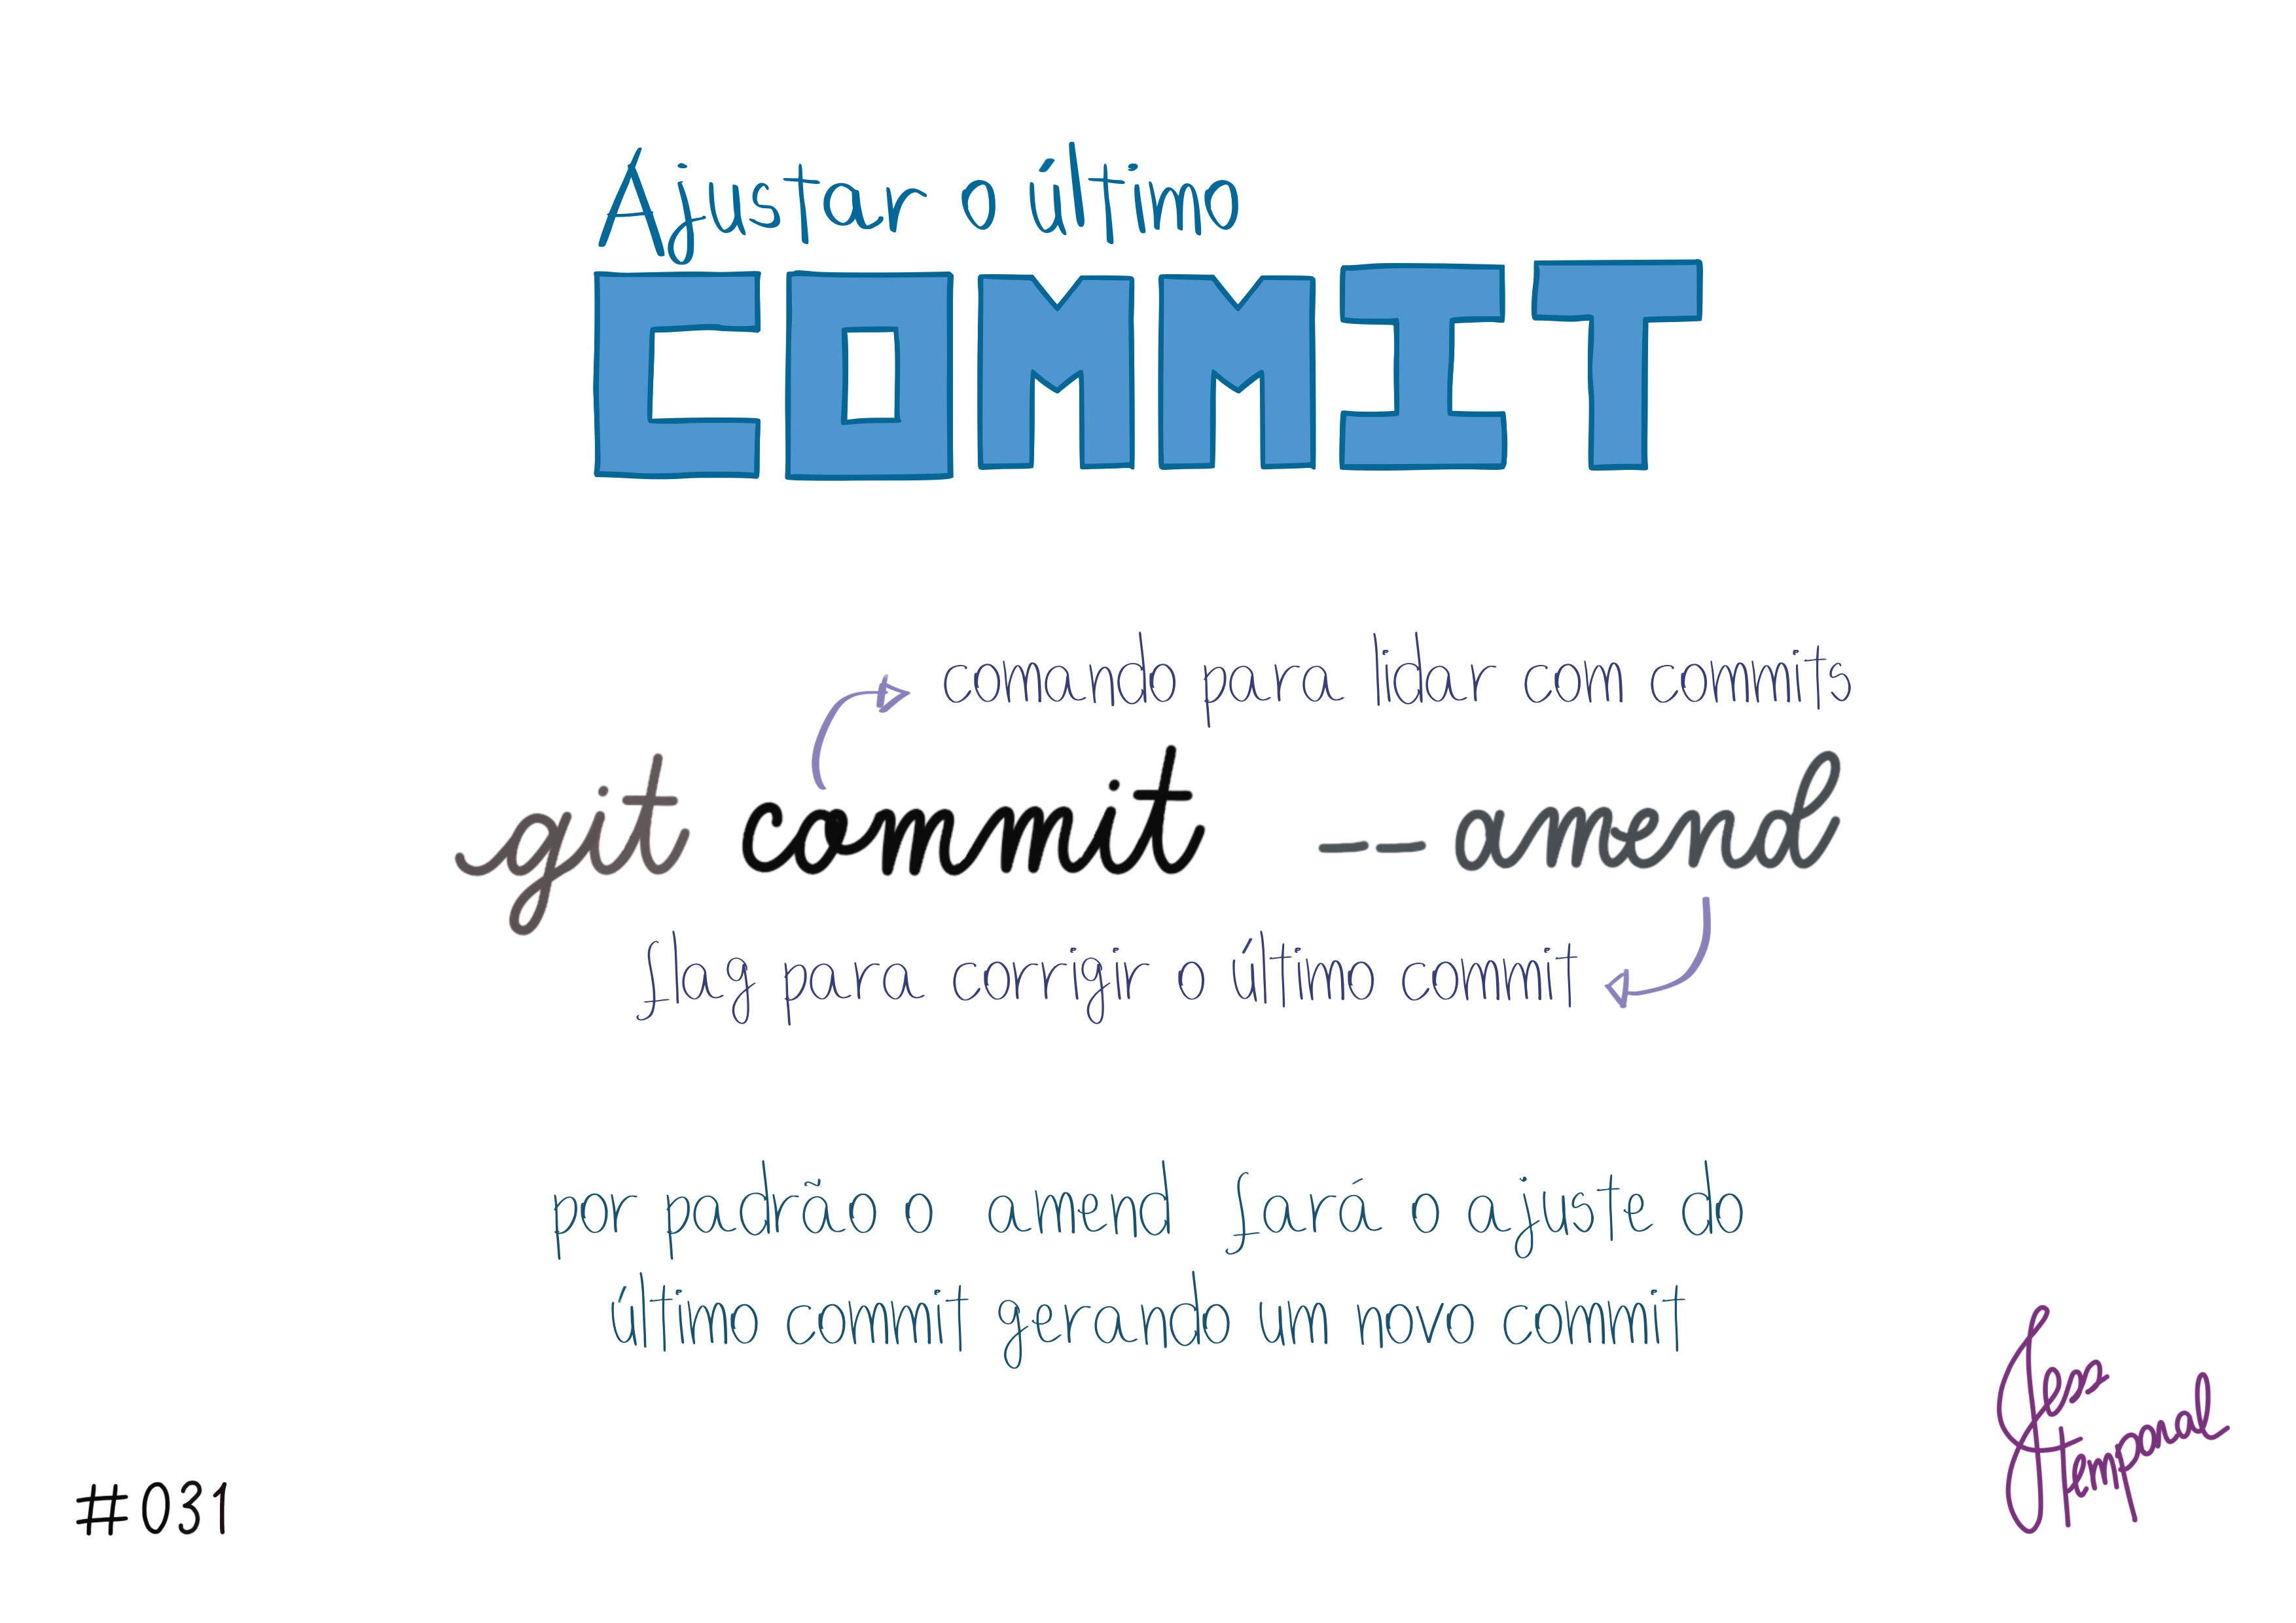 Ajustar o último
COMMIT
comando para lidar com commits
git commit --amend
flag para corrigir o último commit
por padrão o amend fará o ajuste do
último commit gerando um novo commit
Jess
temporal
#031